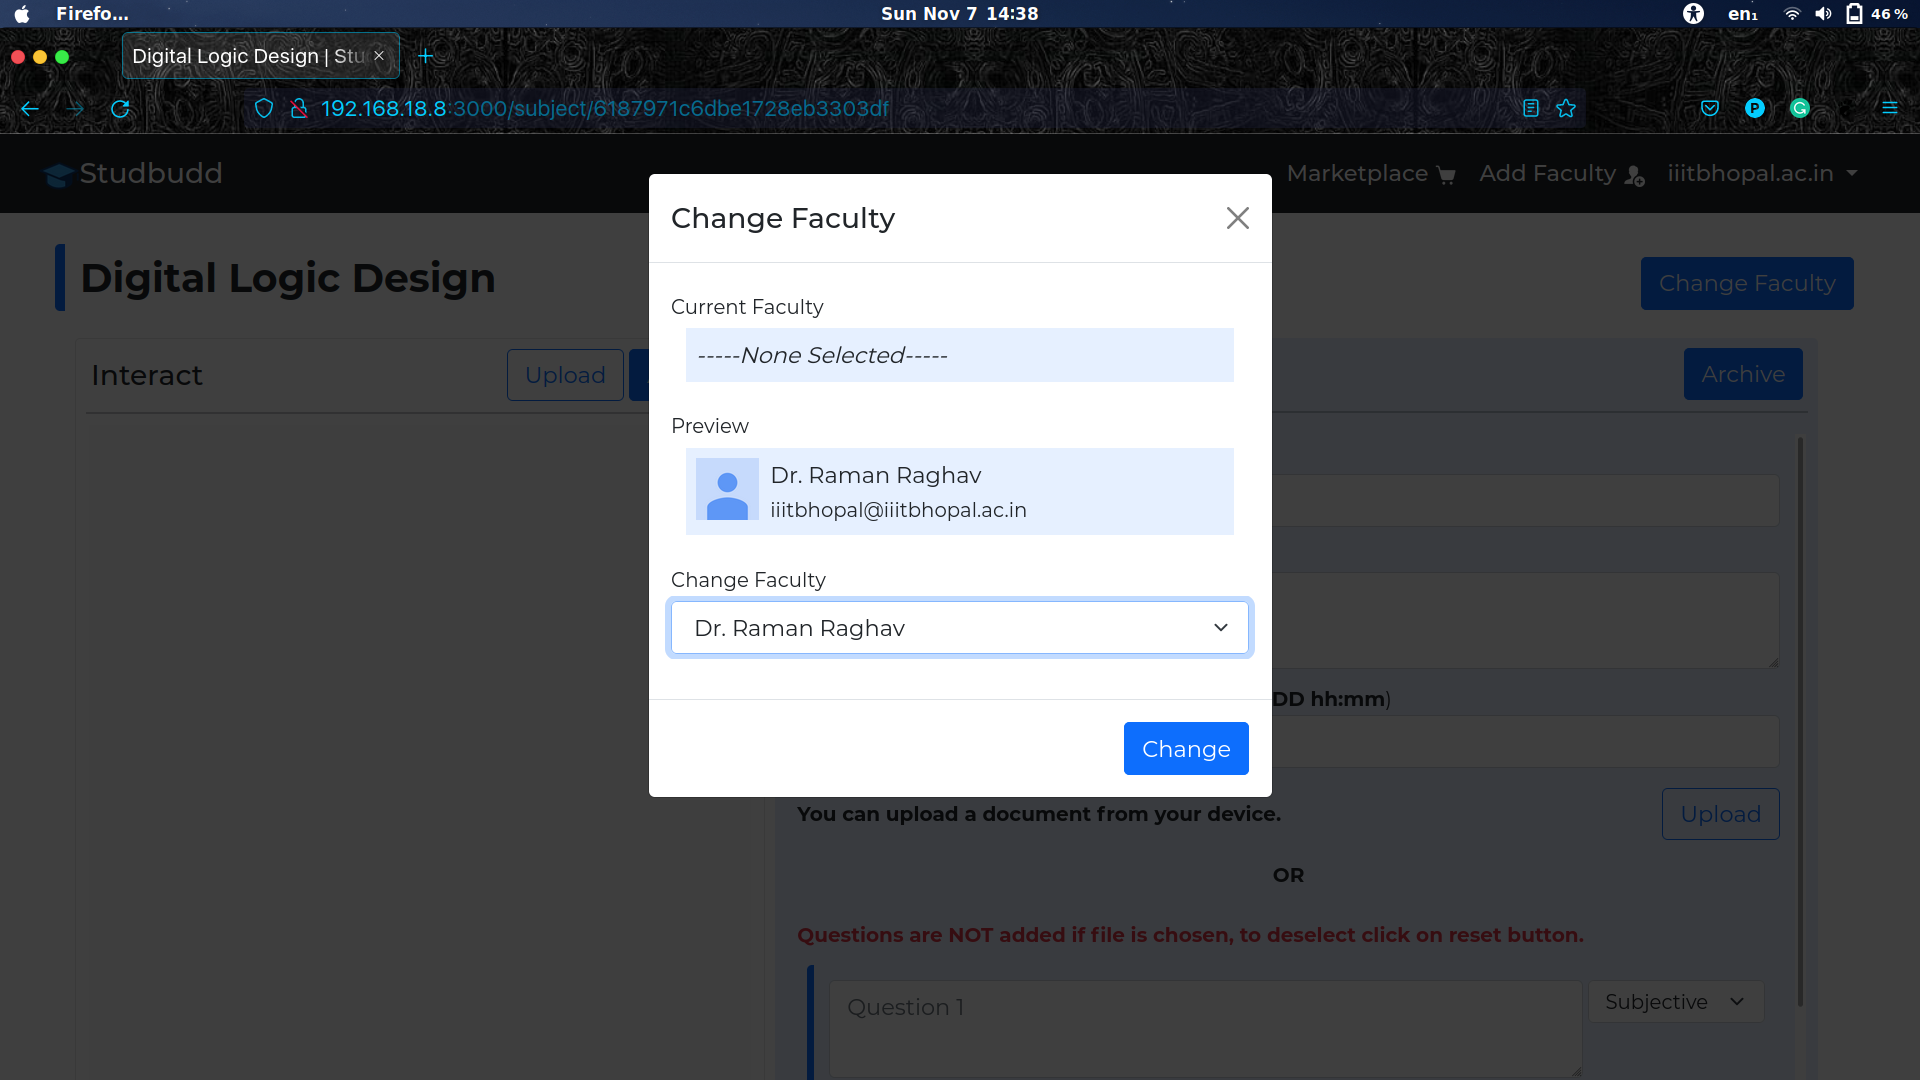 Firefo...
Sun Nov 7 14:38
en₁
46 %
Digital Logic Design | Stu
192.168.18.8:3000/subject/6187971c6dbe1728eb3303df
Studbudd
Marketplace
Add Faculty
iiitbhopal.ac.in
Digital Logic Design
Change Faculty
Interact
Upload
Archive
Change Faculty
Current Faculty
-----None Selected-----
Preview
Dr. Raman Raghav
iiitbhopal@iiitbhopal.ac.in
Change Faculty
Dr. Raman Raghav
Change
DD hh:mm)
You can upload a document from your device.
Upload
OR
Questions are NOT added if file is chosen, to deselect click on reset button.
Question 1
Subjective